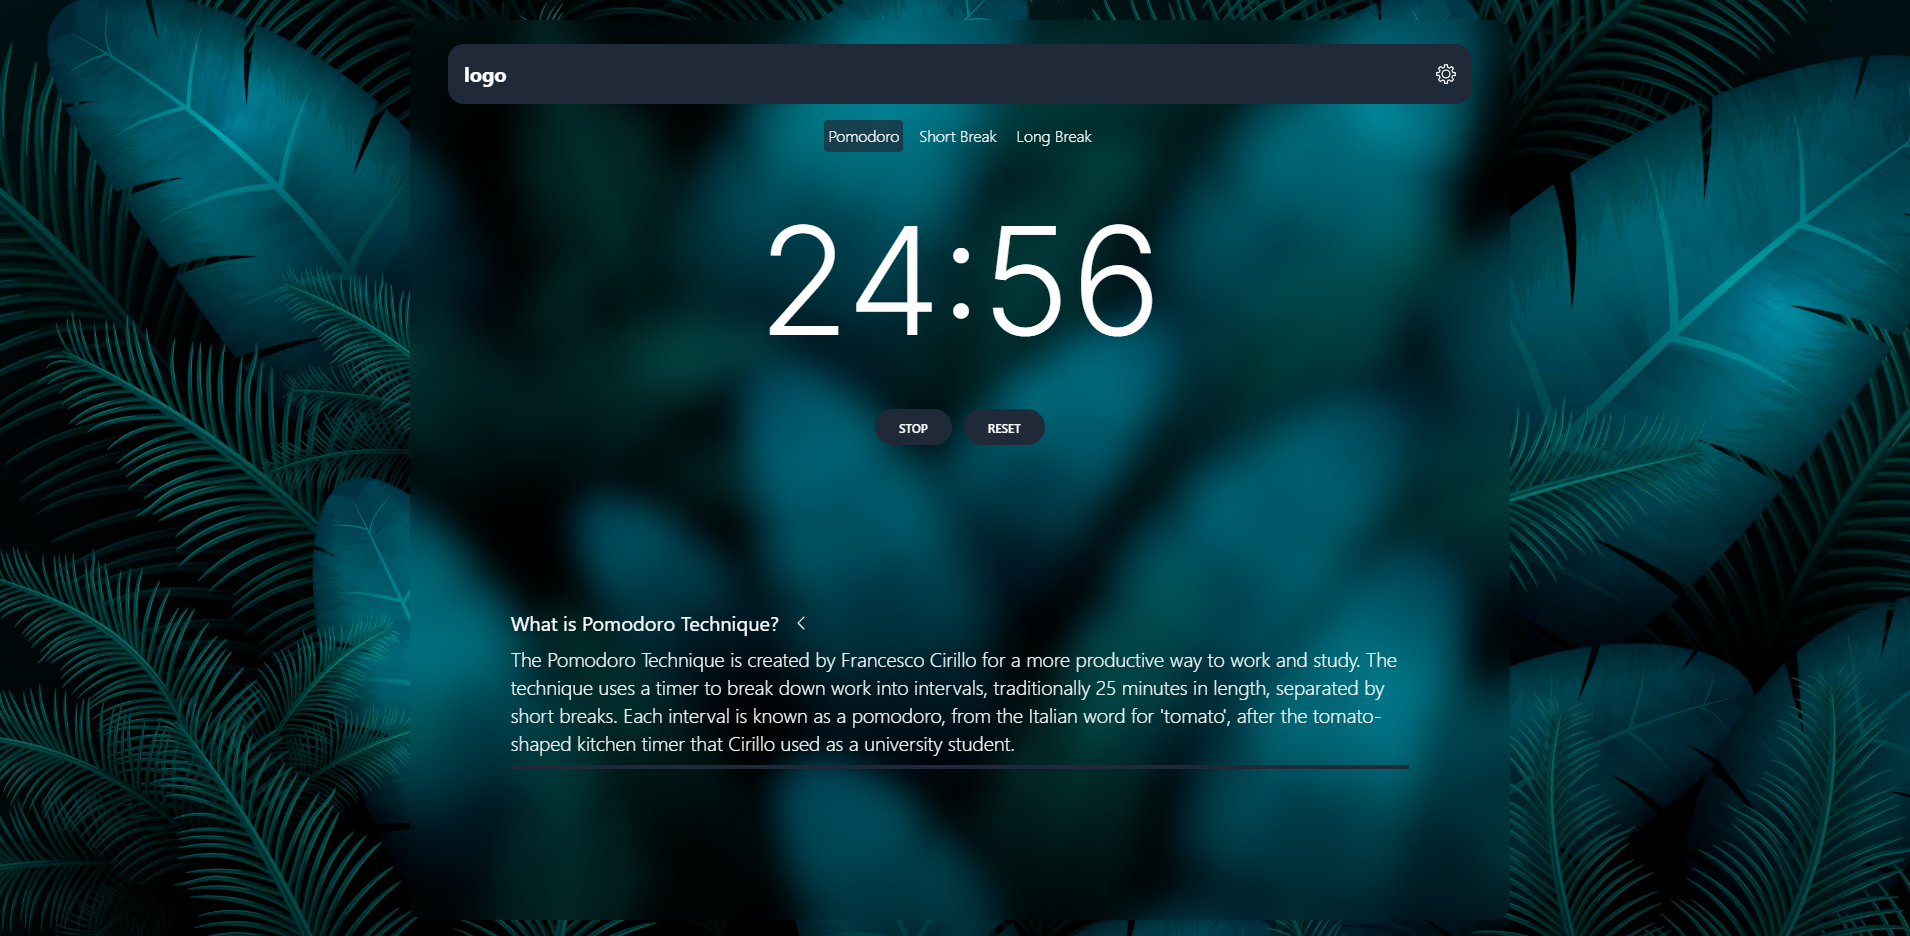 logo
Pomodoro Short Break Long Break
24:56
STOP RESET
What is Pomodoro Technique?
The Pomodoro Technique is created by Francesco Cirillo for a more productive way to work and study. The
technique uses a timer to break down work into intervals, traditionally 25 minutes in length, separated by
short breaks. Each interval is known as a pomodoro, from the Italian word for 'tomato', after the tomato-
shaped kitchen timer that Cirillo used as a university student.